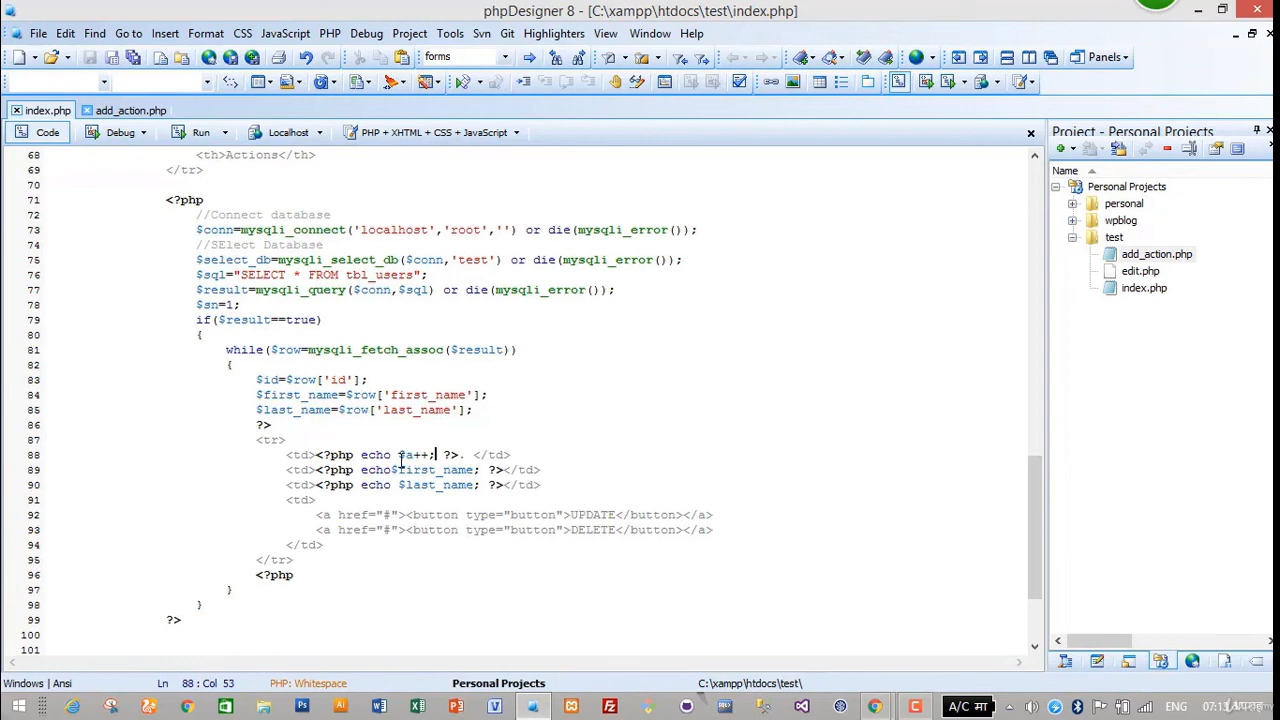 phpDesigner 8 - [C:\xampp\htdocs\test\index.php]
File Edit Find Go to Insert Format CSS JavaScript PHP Debug Project Tools Svn Git Highlighters View Window Help
forms
Panels
index.php add_action.php
Code Debug Run Localhost PHP + XHTML + CSS + JavaScript
Project - Personal Projects
Name
Personal Projects
personal
wpblog
test
add_action.php
edit.php
index.php
68 <th>Actions</th>
69 </tr>
70
71 <?php
72 //Connect database
73 $conn=mysqli_connect('localhost','root','') or die(mysqli_error());
74 //SElect Database
75 $select_db=mysqli_select_db($conn,'test') or die(mysqli_error());
76 $sql="SELECT * FROM tbl_users";
77 $result=mysqli_query($conn,$sql) or die(mysqli_error());
78 $sn=1;
79 if($result==true)
80 {
81 while($row=mysqli_fetch_assoc($result))
82 {
83 $id=$row['id'];
84 $first_name=$row['first_name'];
85 $last_name=$row['last_name'];
86 ?>
87 <tr>
88 <td><?php echo $a++; ?>. </td>
89 <td><?php echo$first_name; ?></td>
90 <td><?php echo $last_name; ?></td>
91 <td>
92 <a href="#"><button type="button">UPDATE</button></a>
93 <a href="#"><button type="button">DELETE</button></a>
94 </td>
95 </tr>
96 <?php
97 }
98 }
99 ?>
100
101
Windows | Ansi Ln 88 : Col 53 PHP: Whitespace Personal Projects C:\xampp\htdocs\test\
A/C मा ENG